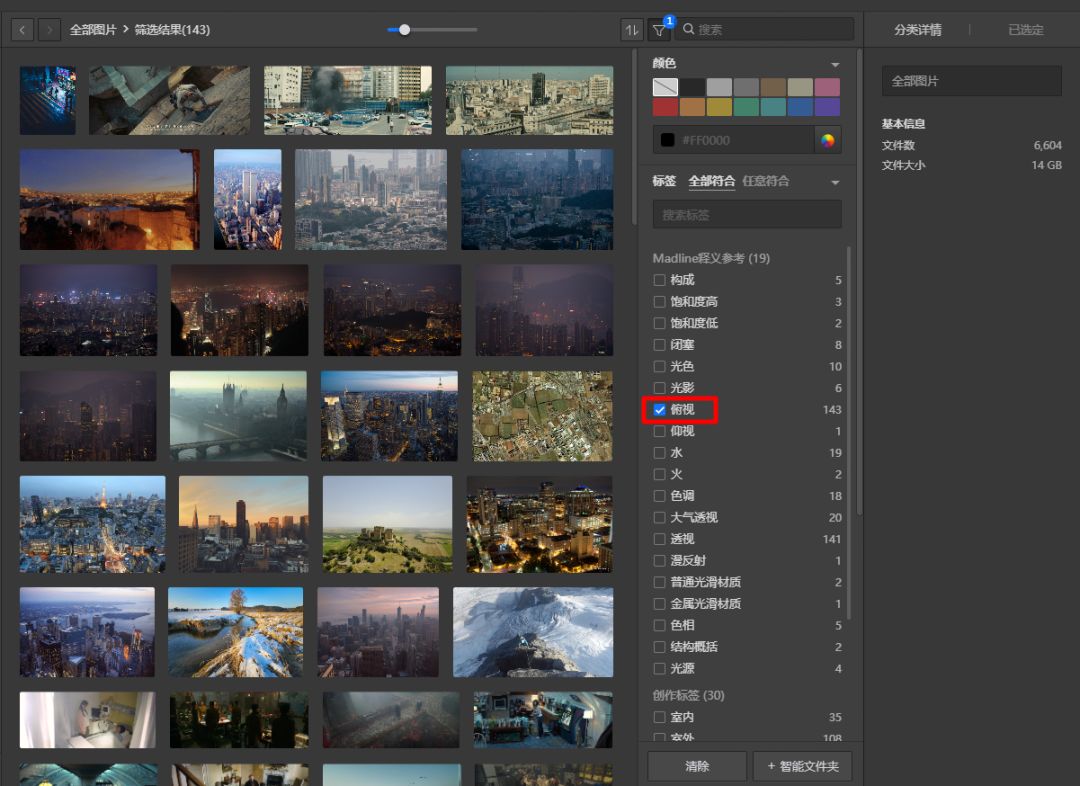 全部图片 > 筛选结果(143)
1
搜索
分类详情
已选定
颜色
#FF0000
标签 全部符合 任意符合
搜索标签
Madline释义参考 (19)
构成 5
饱和度高 3
饱和度低 2
闭塞 8
光色 10
光影 6
俯视 143
仰视 1
水 19
火 2
色调 18
大气透视 20
透视 141
漫反射 1
普通光滑材质 2
金属光滑材质 1
色相 5
结构概括 2
光源 4
创作标签 (30)
室内 35
室外 108
清除
+ 智能文件夹
全部图片
基本信息
文件数 6,604
文件大小 14 GB